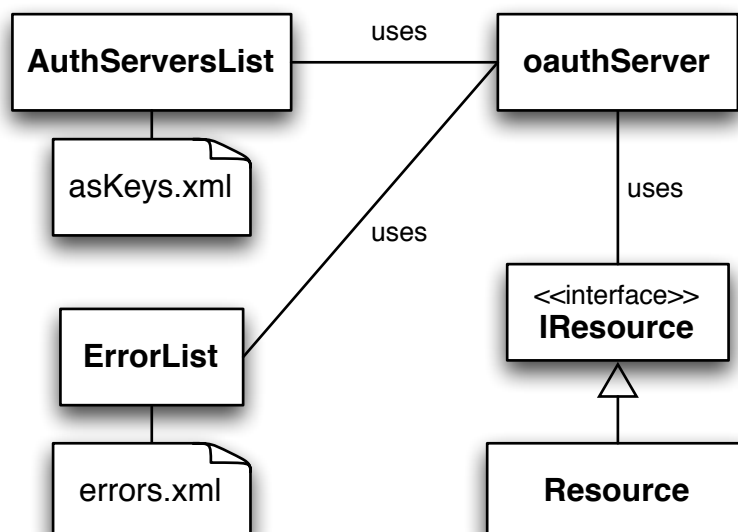 AuthServersList
uses
oauthServer
asKeys.xml
uses
uses
<<interface>>
IResource
ErrorList
errors.xml
Resource